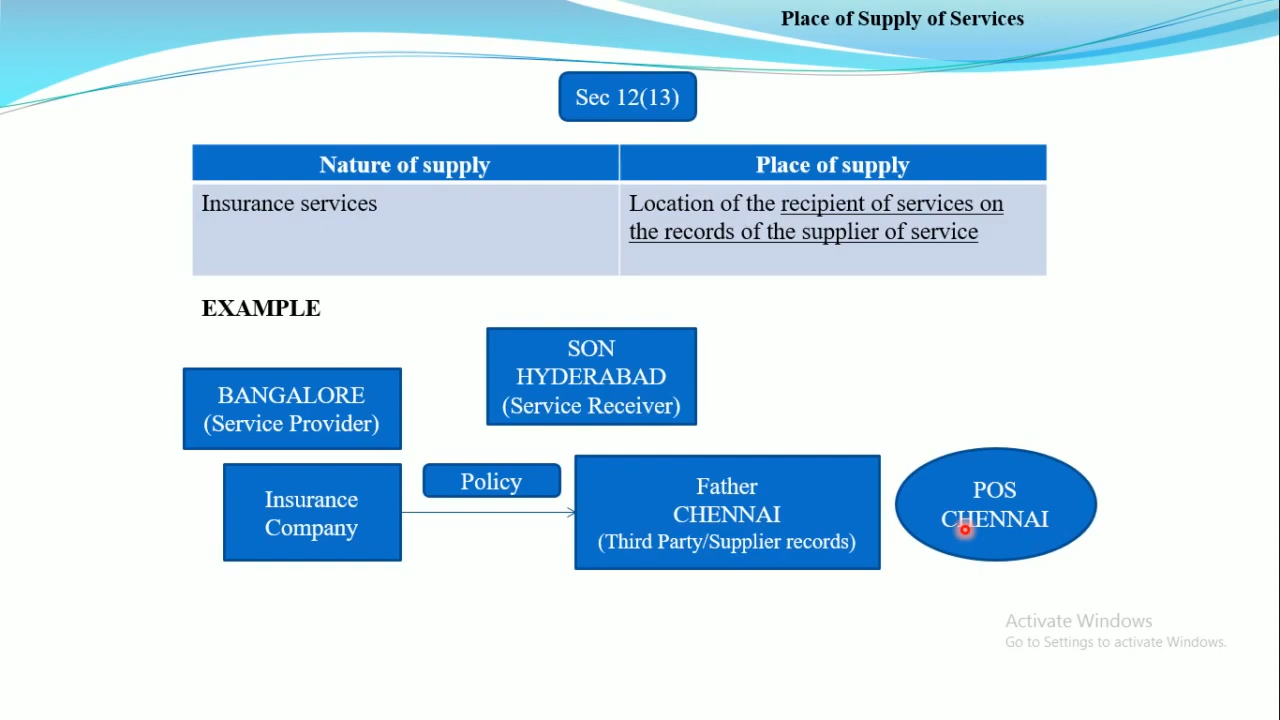 Place of Supply of Services
Sec 12(13)
Nature of supply
Place of supply
Insurance services
Location of the recipient of services on
the records of the supplier of service
EXAMPLE
SON
HYDERABAD
(Service Receiver)
BANGALORE
(Service Provider)
Insurance
Company
Policy
Father
CHENNAI
(Third Party/Supplier records)
POS
CHENNAI
Activate Windows
Go to Settings to activate Windows.